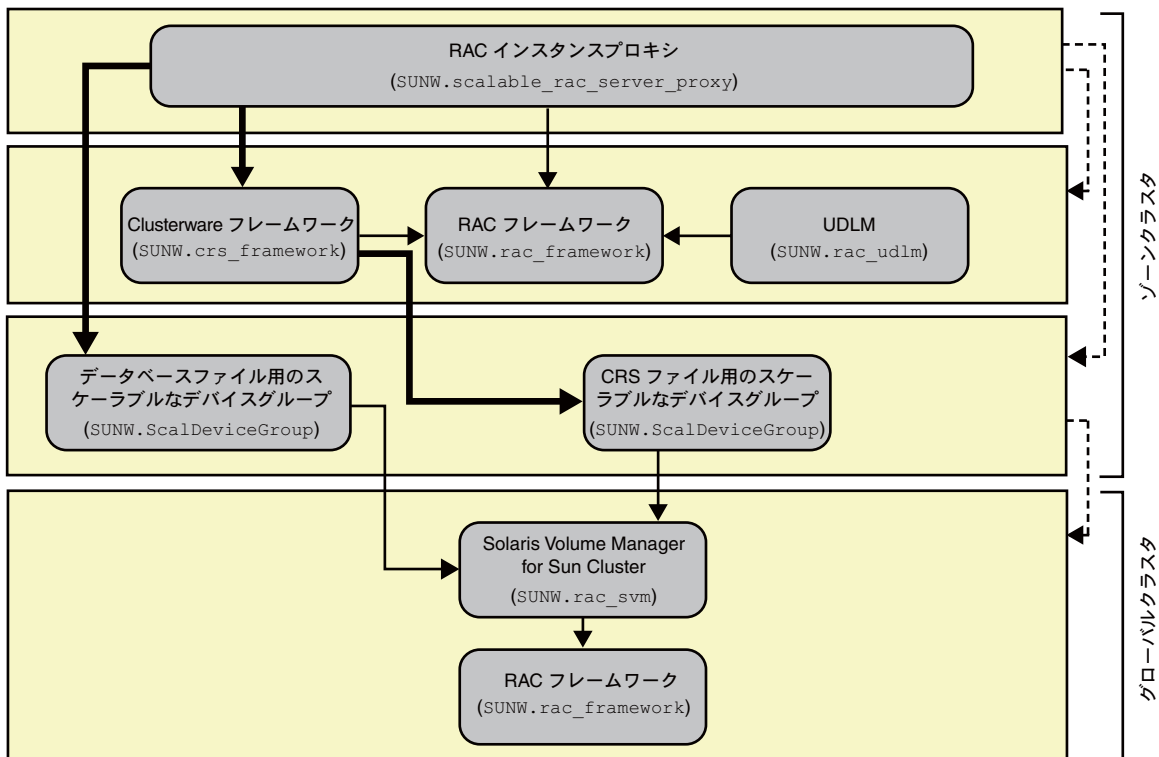 RAC インスタンスプロキシ
(SUNW.scalable_rac_server_proxy)
Clusterware フレームワーク
(SUNW.crs_framework)
RAC フレームワーク
(SUNW.rac_framework)
UDLM
(SUNW.rac_udlm)
ゾーンクラスタ
データベースファイル用のス
ケーラブルなデバイスグループ
(SUNW.ScalDeviceGroup)
CRS ファイル用のスケー
ラブルなデバイスグループ
(SUNW.ScalDeviceGroup)
Solaris Volume Manager
for Sun Cluster
(SUNW.rac_svm)
RAC フレームワーク
(SUNW.rac_framework)
グローバルクラスタ